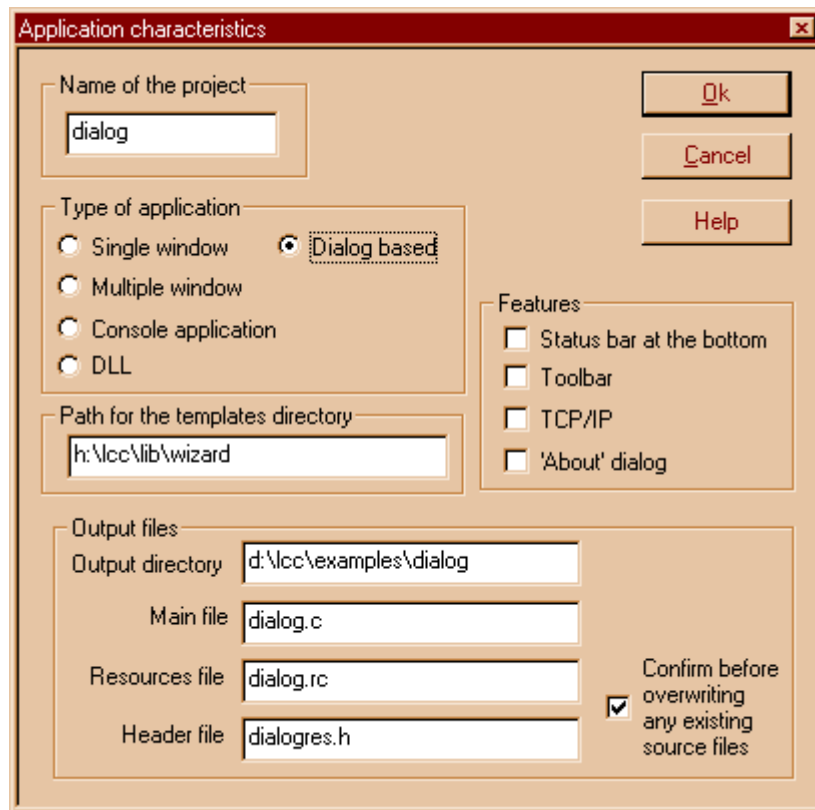 Application characteristics
Name of the project
dialog
Ok
Cancel
Help
Type of application
Single window
Dialog based
Multiple window
Console application
DLL
Features
Status bar at the bottom
Toolbar
TCP/IP
'About' dialog
Path for the templates directory
h:\lcc\lib\wizard
Output files
Output directory
d:\lcc\examples\dialog
Main file
dialog.c
Resources file
dialog.rc
Header file
dialogres.h
Confirm before
overwriting
any existing
source files